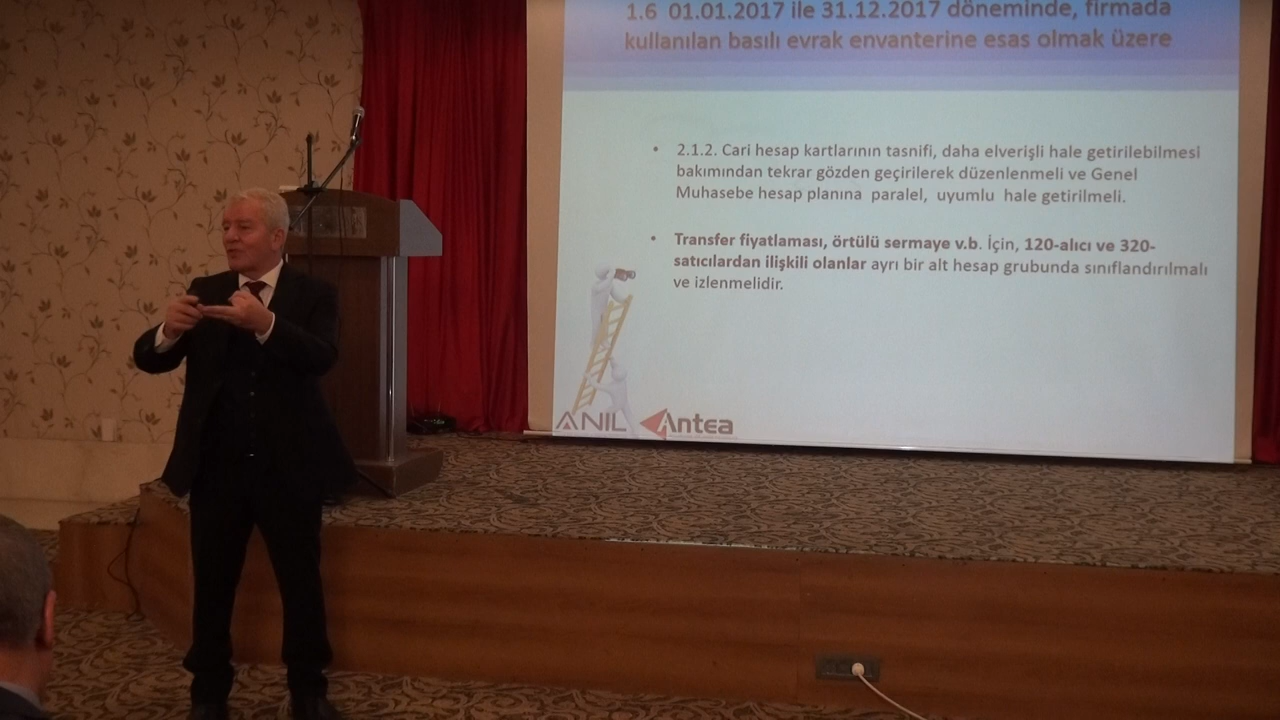 1.6 01.01.2017 ile 31.12.2017 döneminde, firmada
kullanılan basılı evrak envanterine esas olmak üzere
• 2.1.2. Cari hesap kartlarının tasnifi, daha elverişli hale getirilebilmesi
bakımından tekrar gözden geçirilerek düzenlenmeli ve Genel
Muhasebe hesap planına paralel, uyumlu hale getirilmeli.
• Transfer fiyatlaması, örtülü sermaye v.b. İçin, 120-alıcı ve 320-
satıcılardan ilişkili olanlar ayrı bir alt hesap grubunda sınıflandırılmalı
ve izlenmelidir.
ANIL Antea